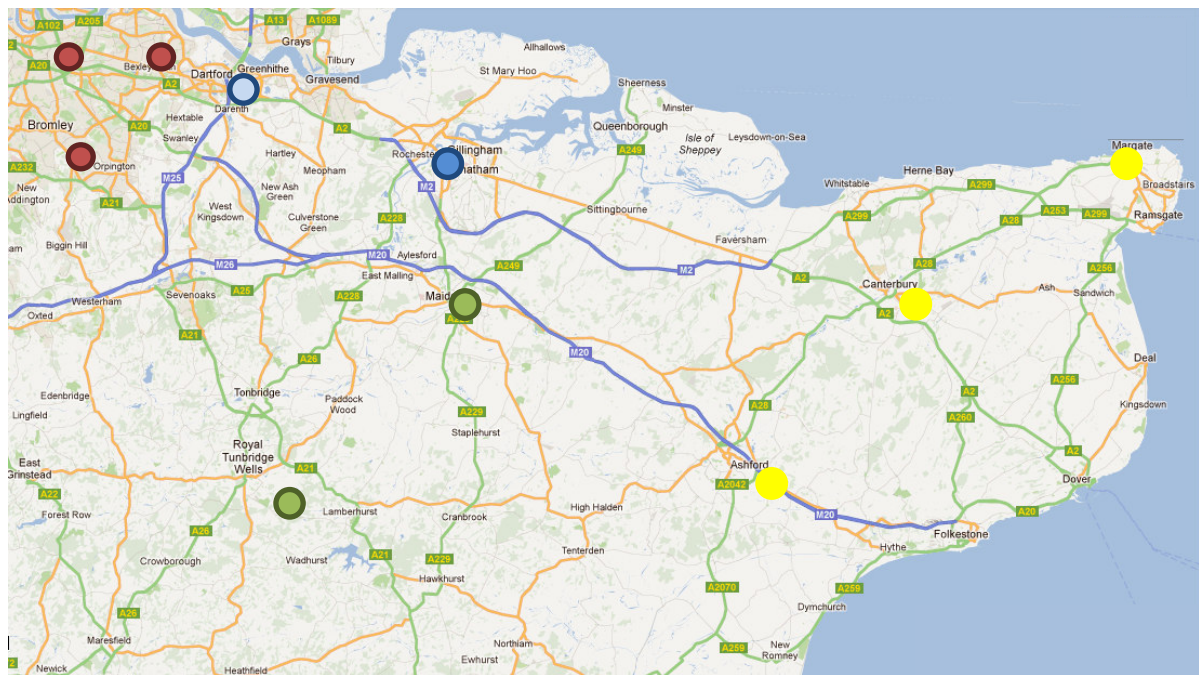 A102
A205
A13
A1089
Grays
Tilbury
Allhallows
A20
Dartford
Greenhithe
Gravesend
St Mary Hoo
Sheerness
A2
Darenth
Minster
Bromley
Hextable
A20
A2
Queenborough
Isle of
Sheppey
Leysdown-on-Sea
Swanley
Hartley
Rochester
A249
Margate
A232
Orpington
Meopham
M25
M2
Whitstable
Herne Bay
A299
Broadstairs
New
Addington
A21
New Ash
Green
West
Kingsdown
Culverstone
Green
A228
Sittingbourne
A299
A28
A253
A299
Ramsgate
Biggin Hill
Faversham
M26
M20
Aylesford
A249
M2
A28
A256
East Malling
A2
Canterbury
Ash
Sandwich
Westerham
Sevenoaks
A25
A228
Oxted
A2
A21
M20
A26
Deal
Edenbridge
Tonbridge
Paddock
Wood
A2
A256
Kingsdown
Lingfield
A229
A28
A260
Staplehurst
Royal
Tunbridge
Wells
East
Grinstead
A21
Ashford
A2
A2042
Dover
A22
Forest Row
Lamberhurst
Cranbrook
High Halden
M20
A20
A26
Folkestone
Crowborough
Wadhurst
A21
A229
Tenterden
Hythe
Hawkhurst
A2070
A259
A26
Dymchurch
Maresfield
Northiam
A259
New
Romney
Newick
Heathfield
Ewhurst